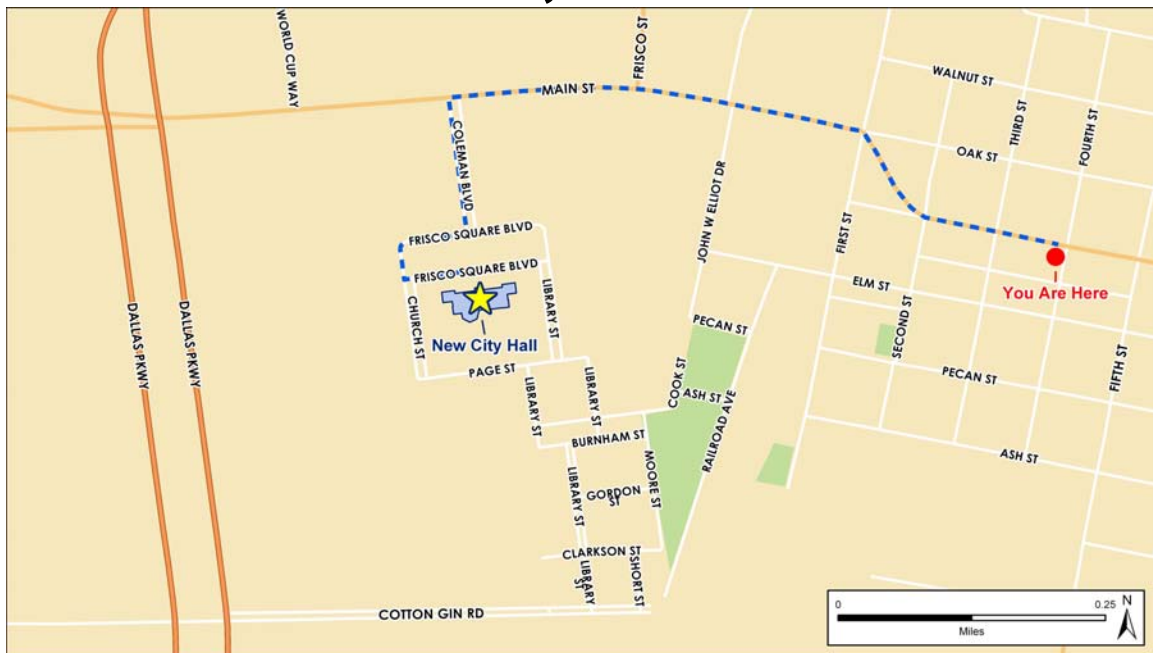 WORLD CUP WAY
FRISCO ST
MAIN ST
WALNUT ST
THIRD ST
FOURTH ST
OAK ST
COLEMAN BLVD
JOHN W ELLIOT DR
FIRST ST
FRISCO SQUARE BLVD
FRISCO SQUARE BLVD
ELM ST
You Are Here
DALLAS PKWY
DALLAS PKWY
CHURCH ST
LIBRARY ST
New City Hall
PECAN ST
SECOND ST
PAGE ST
COOK ST
PECAN ST
FIFTH ST
LIBRARY ST
LIBRARY ST
ASH ST
RAILROAD AVE
BURNHAM ST
ASH ST
LIBRARY ST
MOORE ST
GORDON
ST
CLARKSON ST
LIBRARY
ST
SHORT ST
COTTON GIN RD
0
0.25
N
Miles